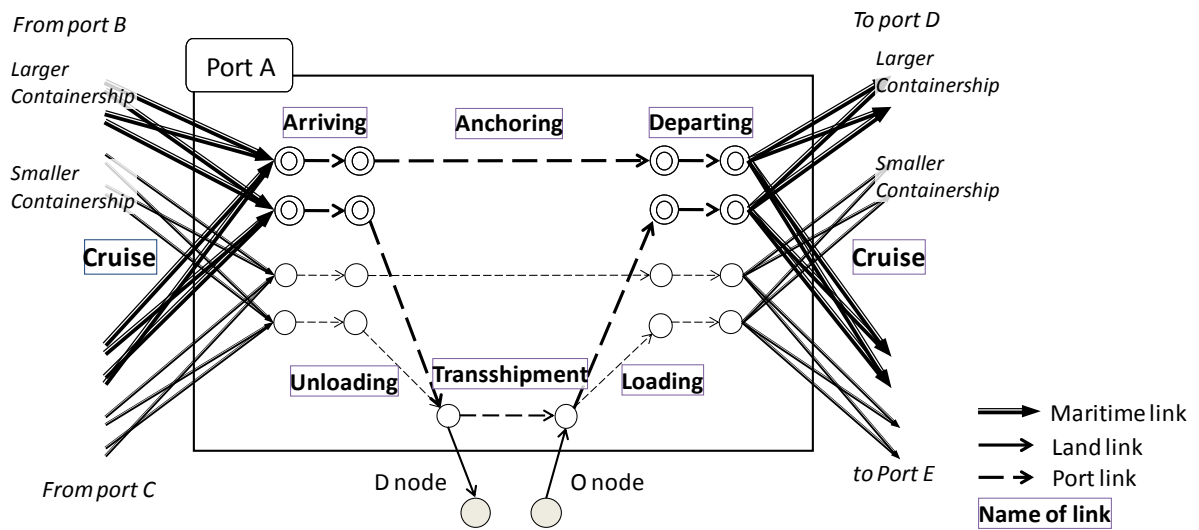 From port B
To port D
Larger
Containership
Port A
Larger
Containership
Arriving
Anchoring
Departing
Smaller
Containership
Smaller
Containership
Cruise
Cruise
Unloading
Transshipment
Loading
Maritime link
Land link
Port link
Name of link
From port C
D node
O node
to Port E